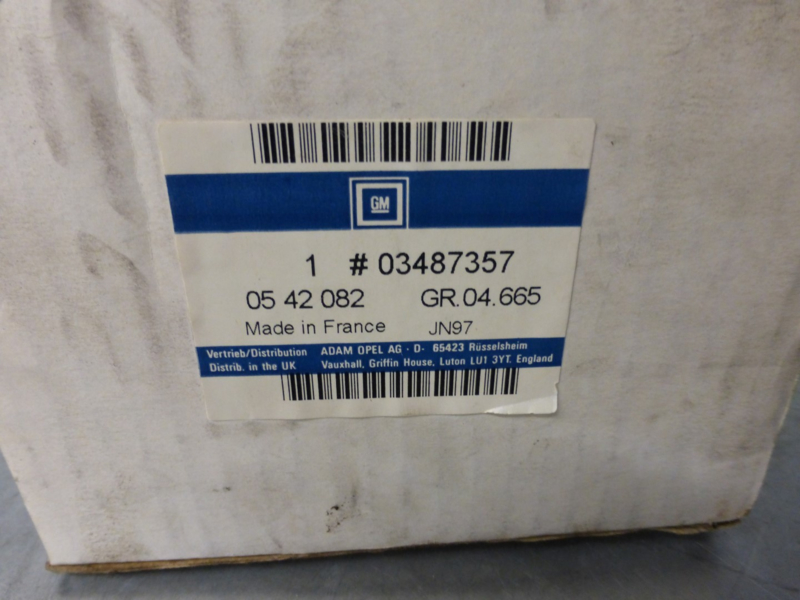 GM
1 # 03487357
05 42 082 GR.04.665
Made in France JN97
Vertrieb/Distribution ADAM OPEL AG · D- 65423 Rüsselsheim
Distrib. in the UK Vauxhall, Griffin House, Luton LU1 3YT. England